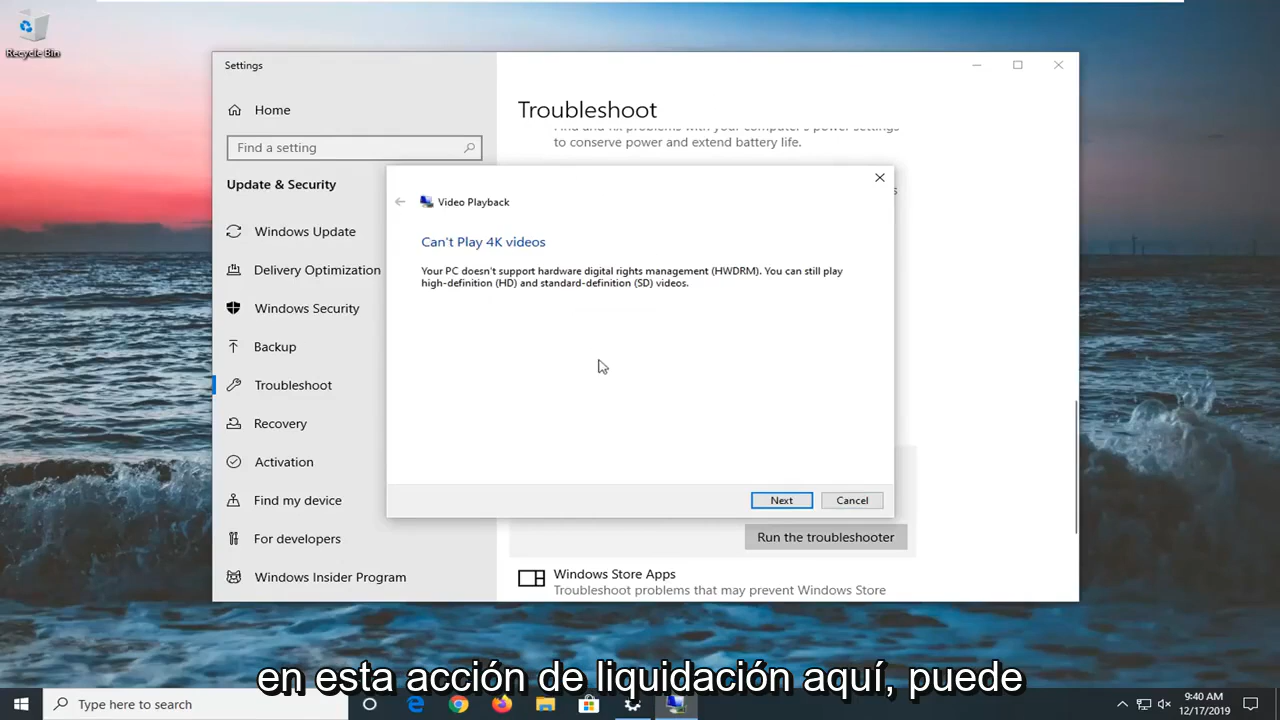 Recycle Bin
Settings
Home
Find a setting
Update & Security
Windows Update
Delivery Optimization
Windows Security
Backup
Troubleshoot
Recovery
Activation
Find my device
For developers
Windows Insider Program
Troubleshoot
Find and fix problems with your computer's power settings
to conserve power and extend battery life.
Video Playback
Can't Play 4K videos
Your PC doesn't support hardware digital rights management (HWDRM). You can still play
high-definition (HD) and standard-definition (SD) videos.
Next
Cancel
Run the troubleshooter
Windows Store Apps
Troubleshoot problems that may prevent Windows Store
en esta acción de liquidación aquí, puede
Type here to search
9:40 AM
12/17/2019